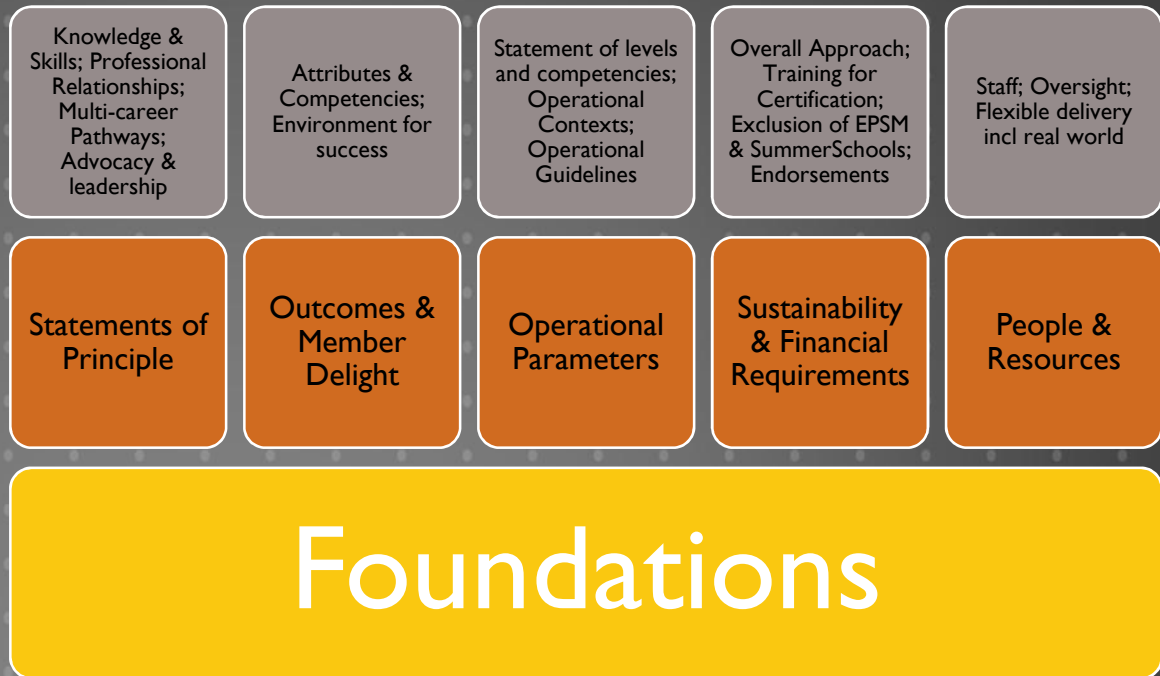 Knowledge &
Skills; Professional
Relationships;
Multi-career
Pathways;
Advocacy &
leadership
Attributes &
Competencies;
Environment for
success
Statement of levels
and competencies;
Operational
Contexts;
Operational
Guidelines
Overall Approach;
Training for
Certification;
Exclusion of EPSM
& SummerSchools;
Endorsements
Staff; Oversight;
Flexible delivery
incl real world
Statements of
Principle
Outcomes &
Member
Delight
Operational
Parameters
Sustainability
& Financial
Requirements
People &
Resources
Foundations